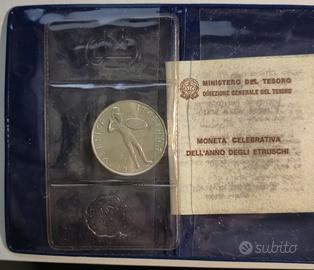 MINISTERO DEL TESORO
DIREZIONE GENERALE DEL TESORO
MONETA CELEBRATIVA
DELL'ANNO DEGLI ETRUSCHI
subito